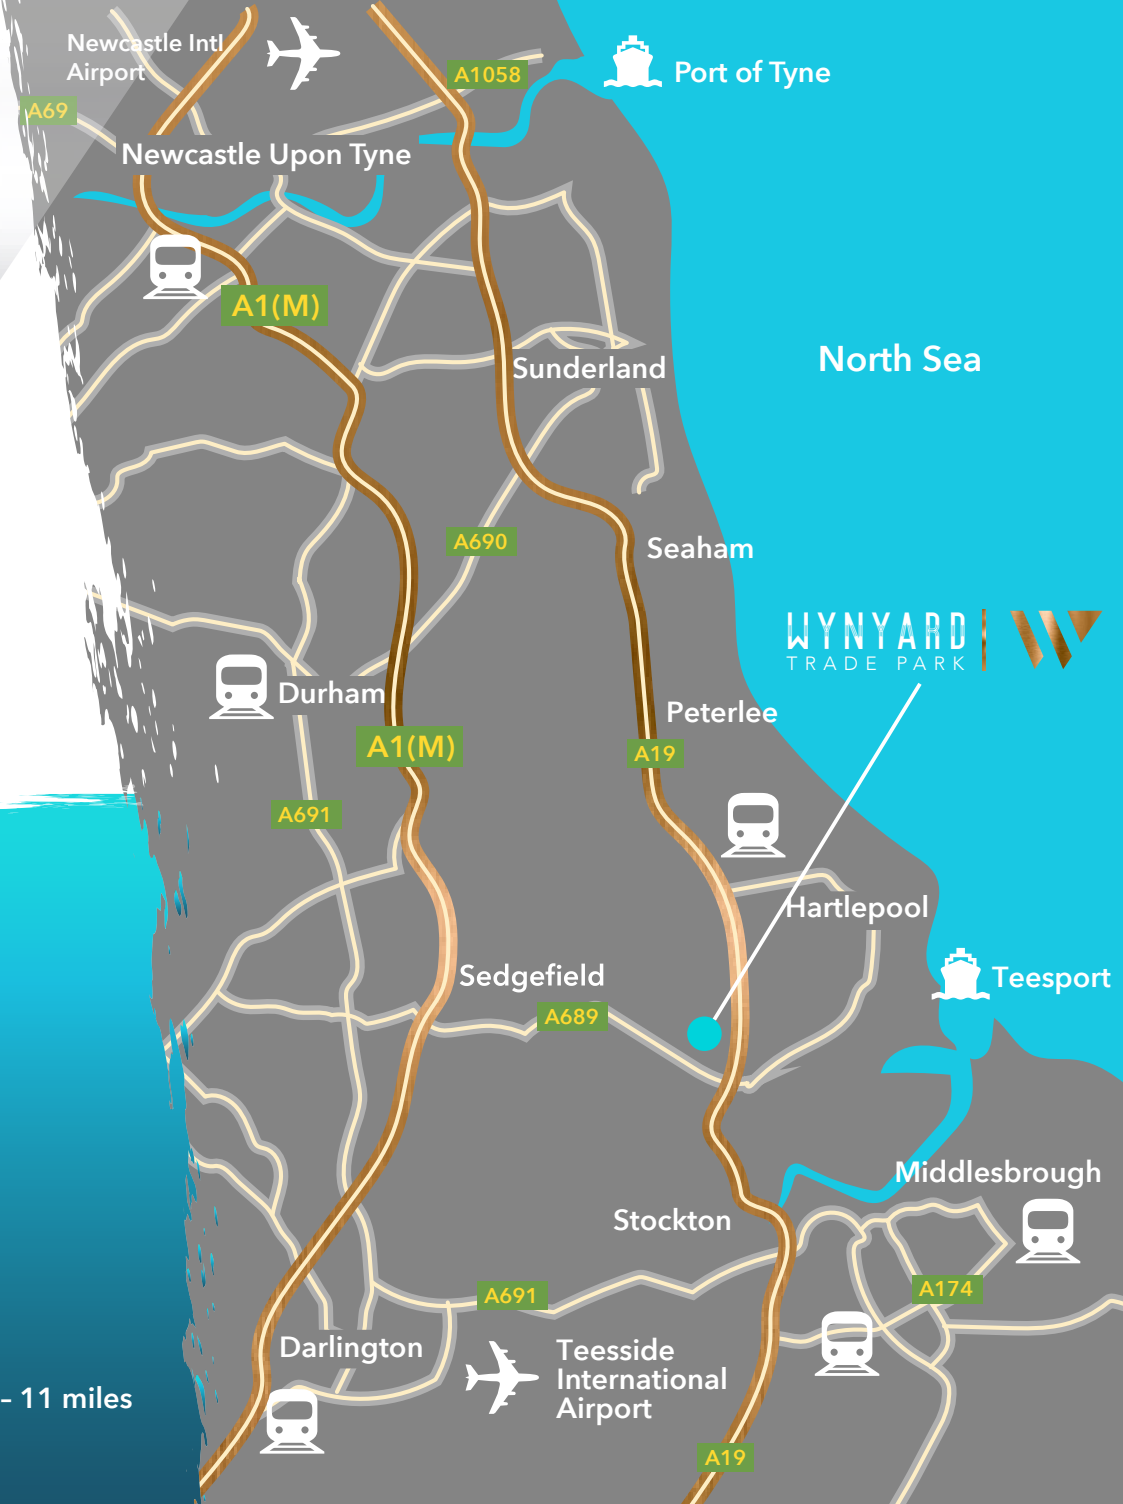 Newcastle Intl
Airport
A1058
Port of Tyne
A69
Newcastle Upon Tyne
A1(M)
Sunderland
North Sea
A690
Seaham
WYNYARD
TRADE PARK
Durham
Peterlee
A1(M)
A19
A691
Hartlepool
Sedgefield
Teesport
A689
Middlesbrough
Stockton
A174
A691
Darlington
Teesside
International
Airport
– 11 miles
A19